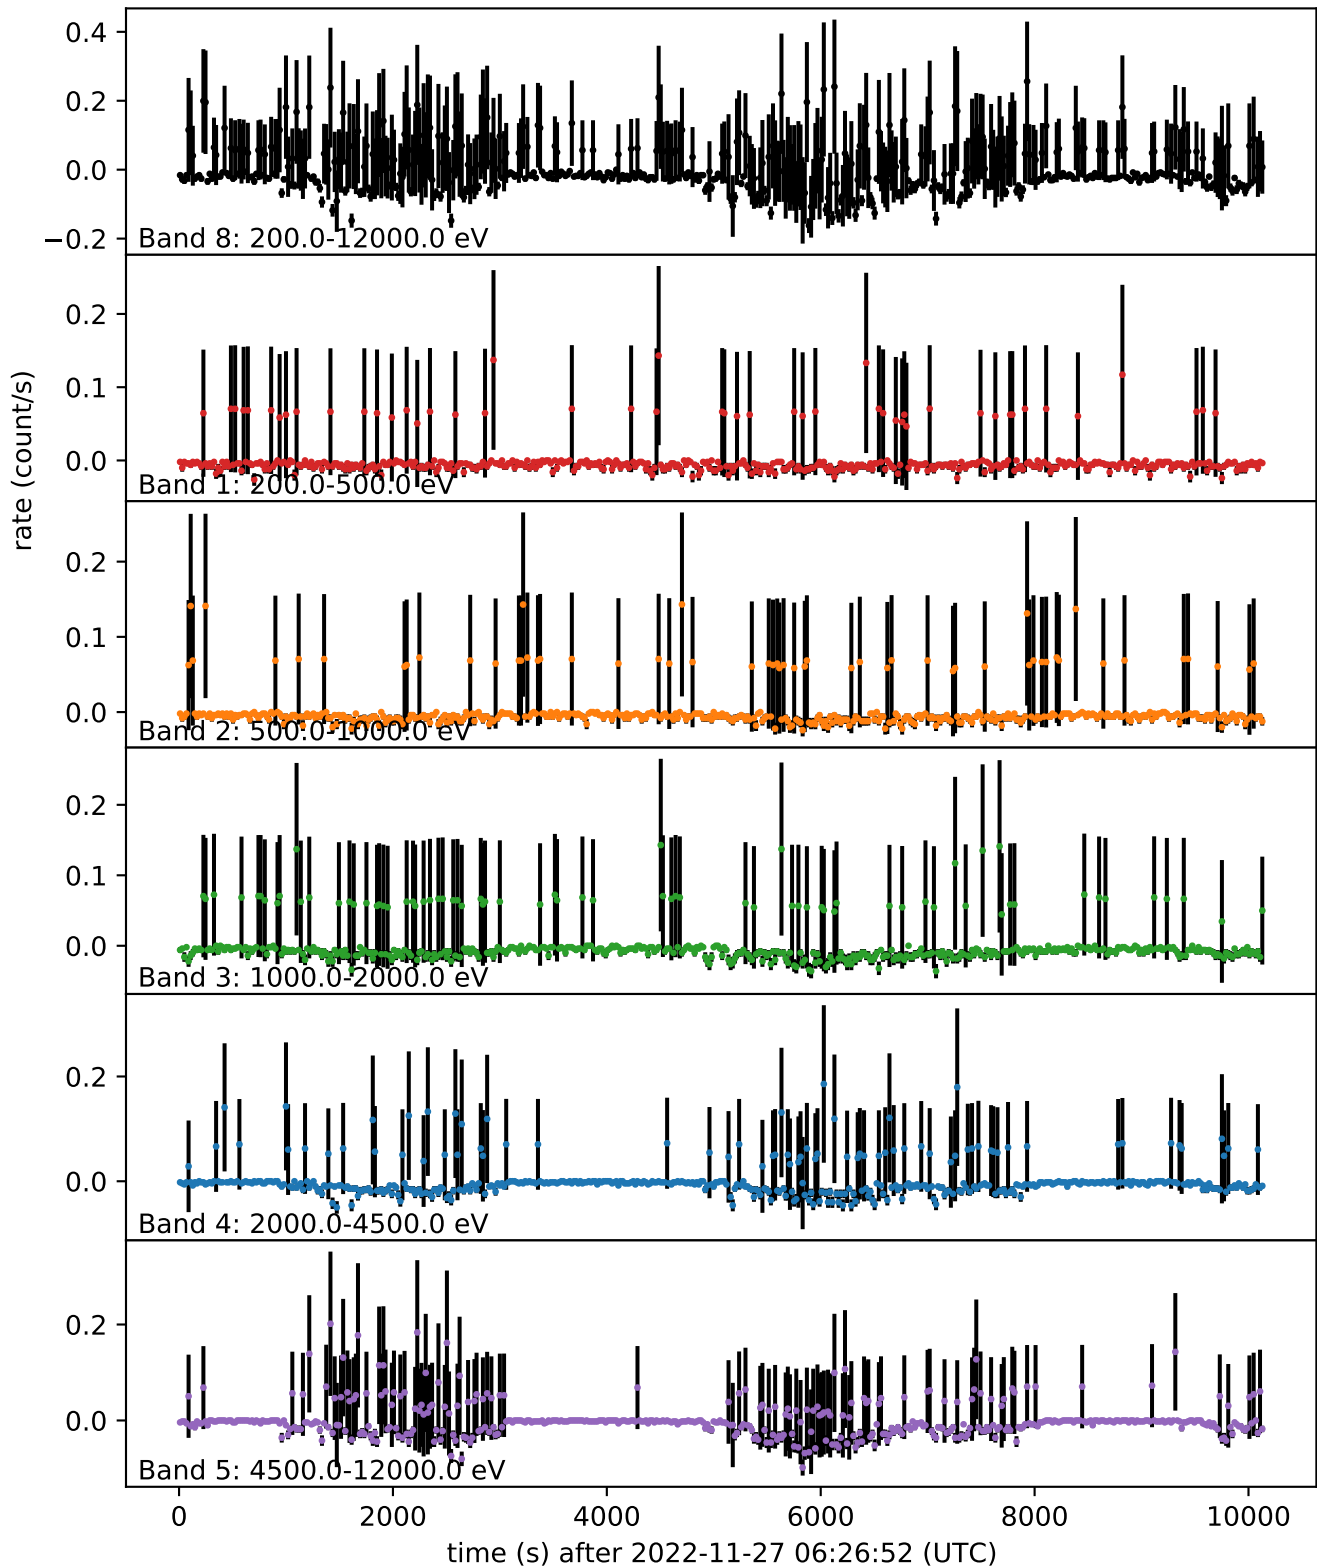 0.4
0.2
0.0
−0.2
Band 8: 200.0-12000.0 eV
0.2
0.1
0.0
Band 1: 200.0-500.0 eV
rate (count/s)
0.2
0.1
0.0
Band 2: 500.0-1000.0 eV
0.2
0.1
0.0
Band 3: 1000.0-2000.0 eV
0.2
0.0
Band 4: 2000.0-4500.0 eV
0.2
0.0
Band 5: 4500.0-12000.0 eV
0 2000 4000 6000 8000 10000
time (s) after 2022-11-27 06:26:52 (UTC)